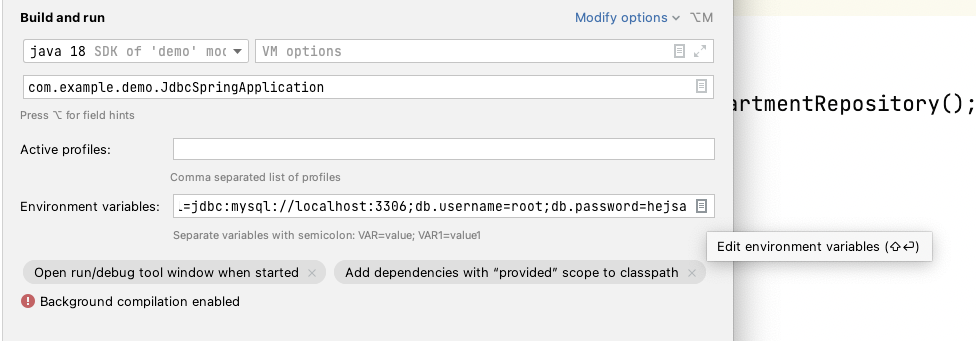 Build and run
Modify options ⌥M
java 18 SDK of 'demo' moc
VM options
com.example.demo.JdbcSpringApplication
artmentRepository();
Press ⌥ for field hints
Active profiles:
Comma separated list of profiles
Environment variables: =jdbc:mysql://localhost:3306;db.username=root;db.password=hejsa
Separate variables with semicolon: VAR=value; VAR1=value1
Edit environment variables (⇧⏎)
Open run/debug tool window when started ×
Add dependencies with “provided” scope to classpath ×
Background compilation enabled